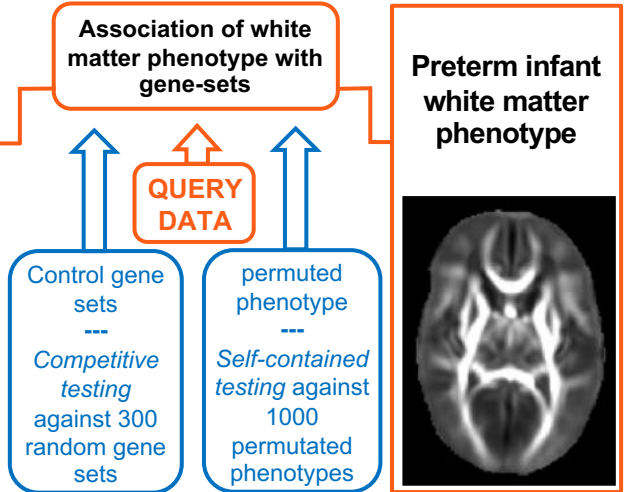 Association of white
matter phenotype with
gene-sets
QUERY
DATA
Control gene
sets
---
Competitive
testing
against 300
random gene
sets
permuted
phenotype
---
Self-contained
testing against
1000
permutated
phenotypes
Preterm infant
white matter
phenotype